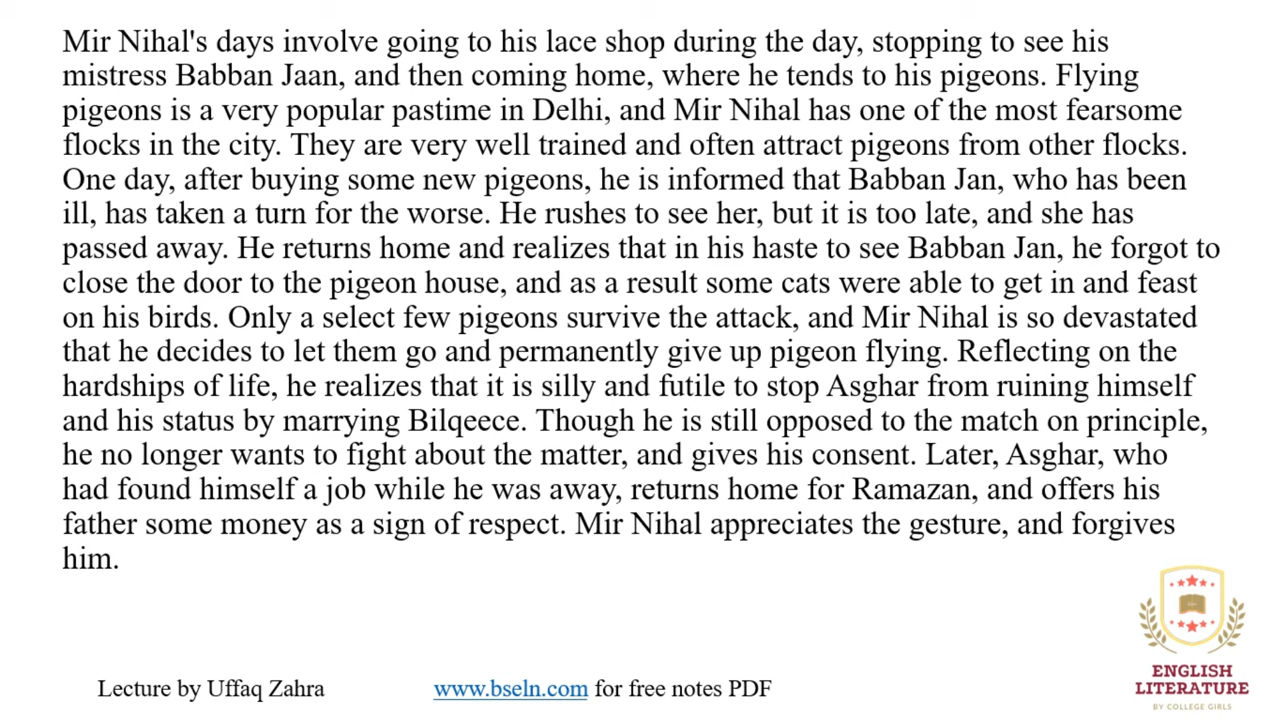 Mir Nihal's days involve going to his lace shop during the day, stopping to see his
mistress Babban Jaan, and then coming home, where he tends to his pigeons. Flying
pigeons is a very popular pastime in Delhi, and Mir Nihal has one of the most fearsome
flocks in the city. They are very well trained and often attract pigeons from other flocks.
One day, after buying some new pigeons, he is informed that Babban Jan, who has been
ill, has taken a turn for the worse. He rushes to see her, but it is too late, and she has
passed away. He returns home and realizes that in his haste to see Babban Jan, he forgot to
close the door to the pigeon house, and as a result some cats were able to get in and feast
on his birds. Only a select few pigeons survive the attack, and Mir Nihal is so devastated
that he decides to let them go and permanently give up pigeon flying. Reflecting on the
hardships of life, he realizes that it is silly and futile to stop Asghar from ruining himself
and his status by marrying Bilqeece. Though he is still opposed to the match on principle,
he no longer wants to fight about the matter, and gives his consent. Later, Asghar, who
had found himself a job while he was away, returns home for Ramazan, and offers his
father some money as a sign of respect. Mir Nihal appreciates the gesture, and forgives
him.
Lecture by Uffaq Zahra
www.bseln.com for free notes PDF
ENGLISH
LITERATURE
BY COLLEGE GIRLS